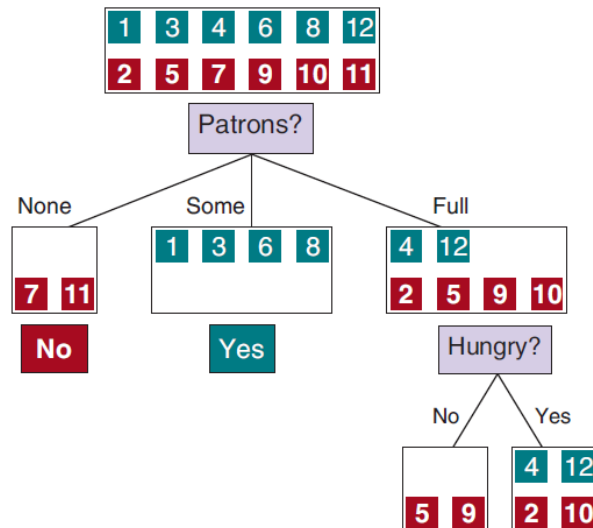 1 3 4 6 8 12
2 5 7 9 10 11
Patrons?
None Some Full
1 3 6 8 4 12
7 11 2 5 9 10
No Yes Hungry?
No Yes
4 12
5 9 2 10